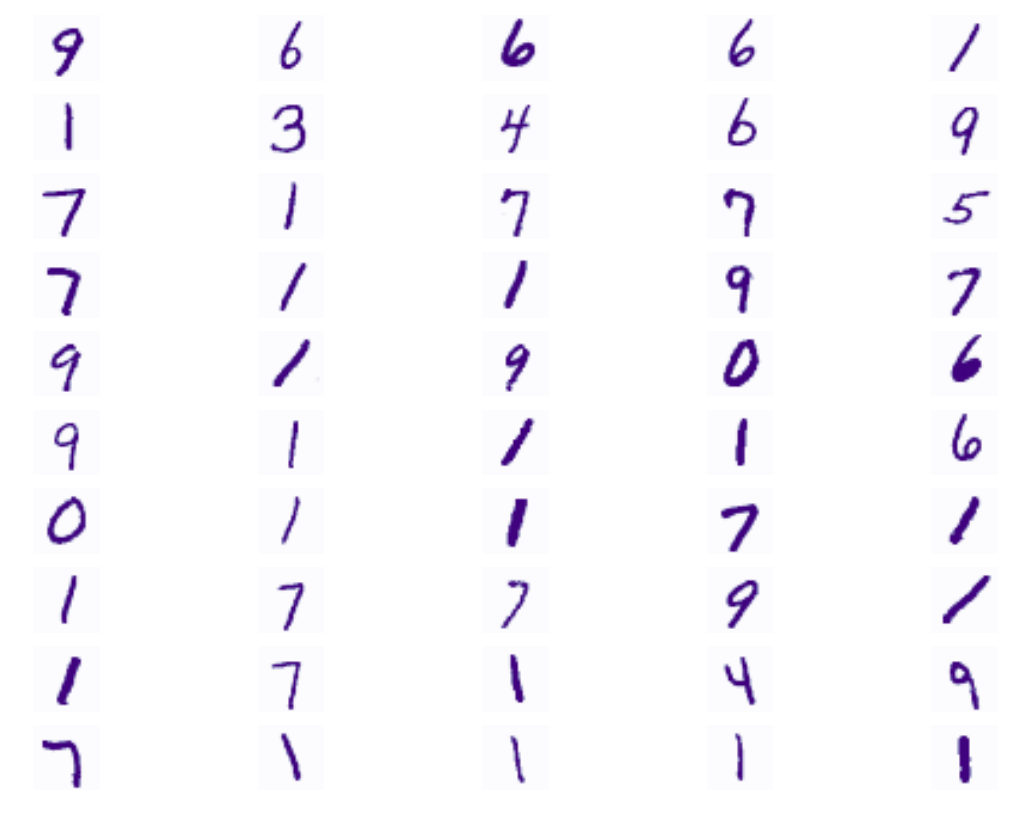 9 6 6 6 1
1 3 4 6 9
7 1 7 7 5
7 1 1 9 7
9 1 9 0 6
9 1 1 1 6
0 1 1 7 1
1 7 7 9 1
1 7 1 4 9
7 1 1 1 1